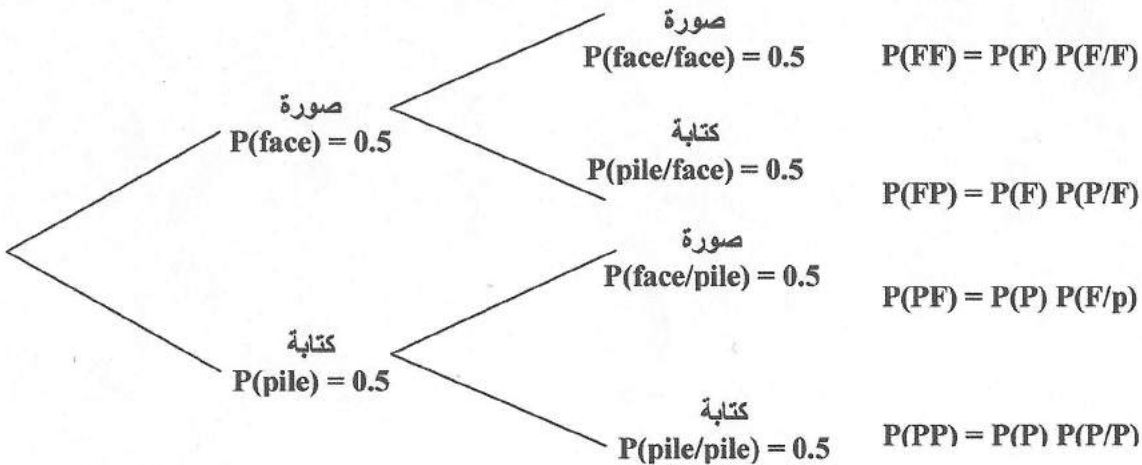 صورة
P(face/face) = 0.5
P(FF) = P(F) P(F/F)
صورة
P(face) = 0.5
كتابة
P(pile/face) = 0.5
P(FP) = P(F) P(P/F)
صورة
P(face/pile) = 0.5
P(PF) = P(P) P(F/p)
كتابة
P(pile) = 0.5
كتابة
P(pile/pile) = 0.5
P(PP) = P(P) P(P/P)